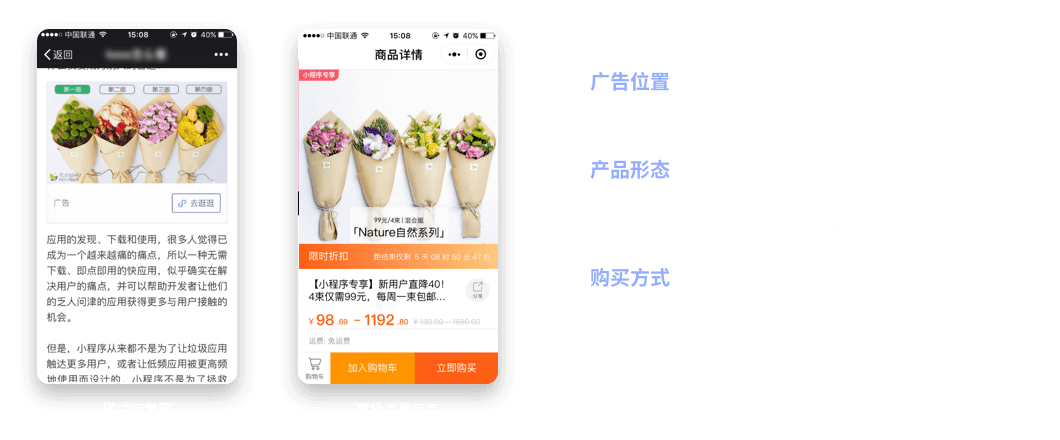 中国联通
15:08
40%
返回
第一周
第二周
第三周
第四周
广告
去逛逛
应用的发现、下载和使用，很多人觉得已
成为一个越来越痛的痛点，所以一种无需
下载、即点即用的快应用，似乎确实在解
决用户的痛点，并可以帮助开发者让他们
的乏人问津的应用获得更多与用户接触的
机会。
但是，小程序从来都不是为了让垃圾应用
触达更多用户，或者让低频应用被更高频
地使用而设计的。小程序不是为了拯救
中国联通
15:08
40%
商品详情
小程序专享
99元/4束 | 混合版
「Nature自然系列」
限时折扣
距结束仅剩 5 天 08 时 50 分 47 秒
【小程序专享】新用户直降40！
4束仅需99元，每周一束包邮...
分享
¥ 98.69 - 1192.80 ¥ 139.00 - 1680.00
运费: 免运费
购物车
加入购物车
立即购买
广告位置
产品形态
购买方式